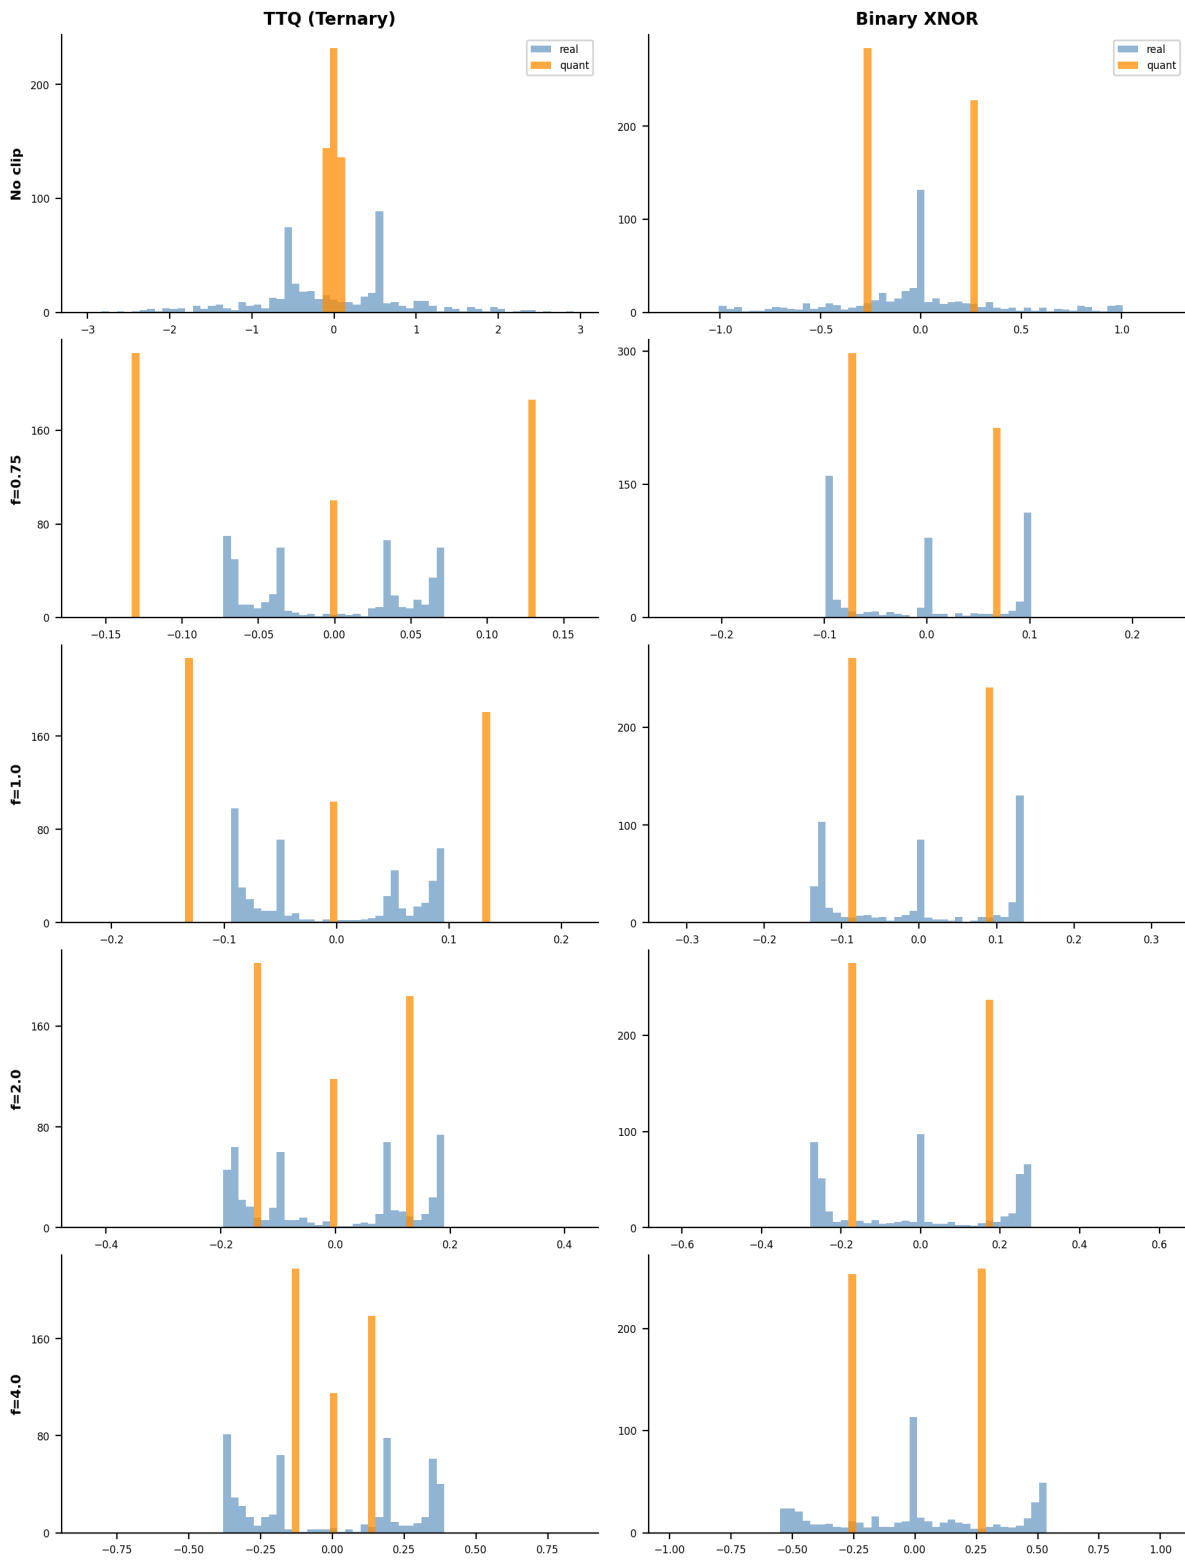 TTQ (Ternary)
Binary XNOR
No clip
real
quant
200
100
0
−3 −2 −1 0 1 2 3
real
quant
200
100
0
−1.0 −0.5 0.0 0.5 1.0
f=0.75
160
80
0
−0.15 −0.10 −0.05 0.00 0.05 0.10 0.15
300
150
0
−0.2 −0.1 0.0 0.1 0.2
f=1.0
160
80
0
−0.2 −0.1 0.0 0.1 0.2
200
100
0
−0.3 −0.2 −0.1 0.0 0.1 0.2 0.3
f=2.0
160
80
0
−0.4 −0.2 0.0 0.2 0.4
200
100
0
−0.6 −0.4 −0.2 0.0 0.2 0.4 0.6
f=4.0
160
80
0
−0.75 −0.50 −0.25 0.00 0.25 0.50 0.75
200
100
0
−1.00 −0.75 −0.50 −0.25 0.00 0.25 0.50 0.75 1.00